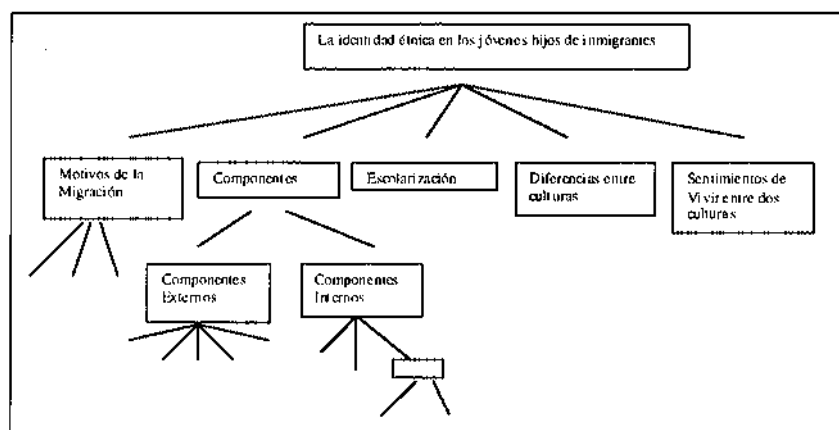 La identidad étnica en los jóvenes hijos de inmigrantes
Motivos de la
Migración
Componentes
Escolarización
Diferencias entre
culturas
Sentimientos de
Vivir entre dos
culturas
Componentes
Externos
Componentes
Internos